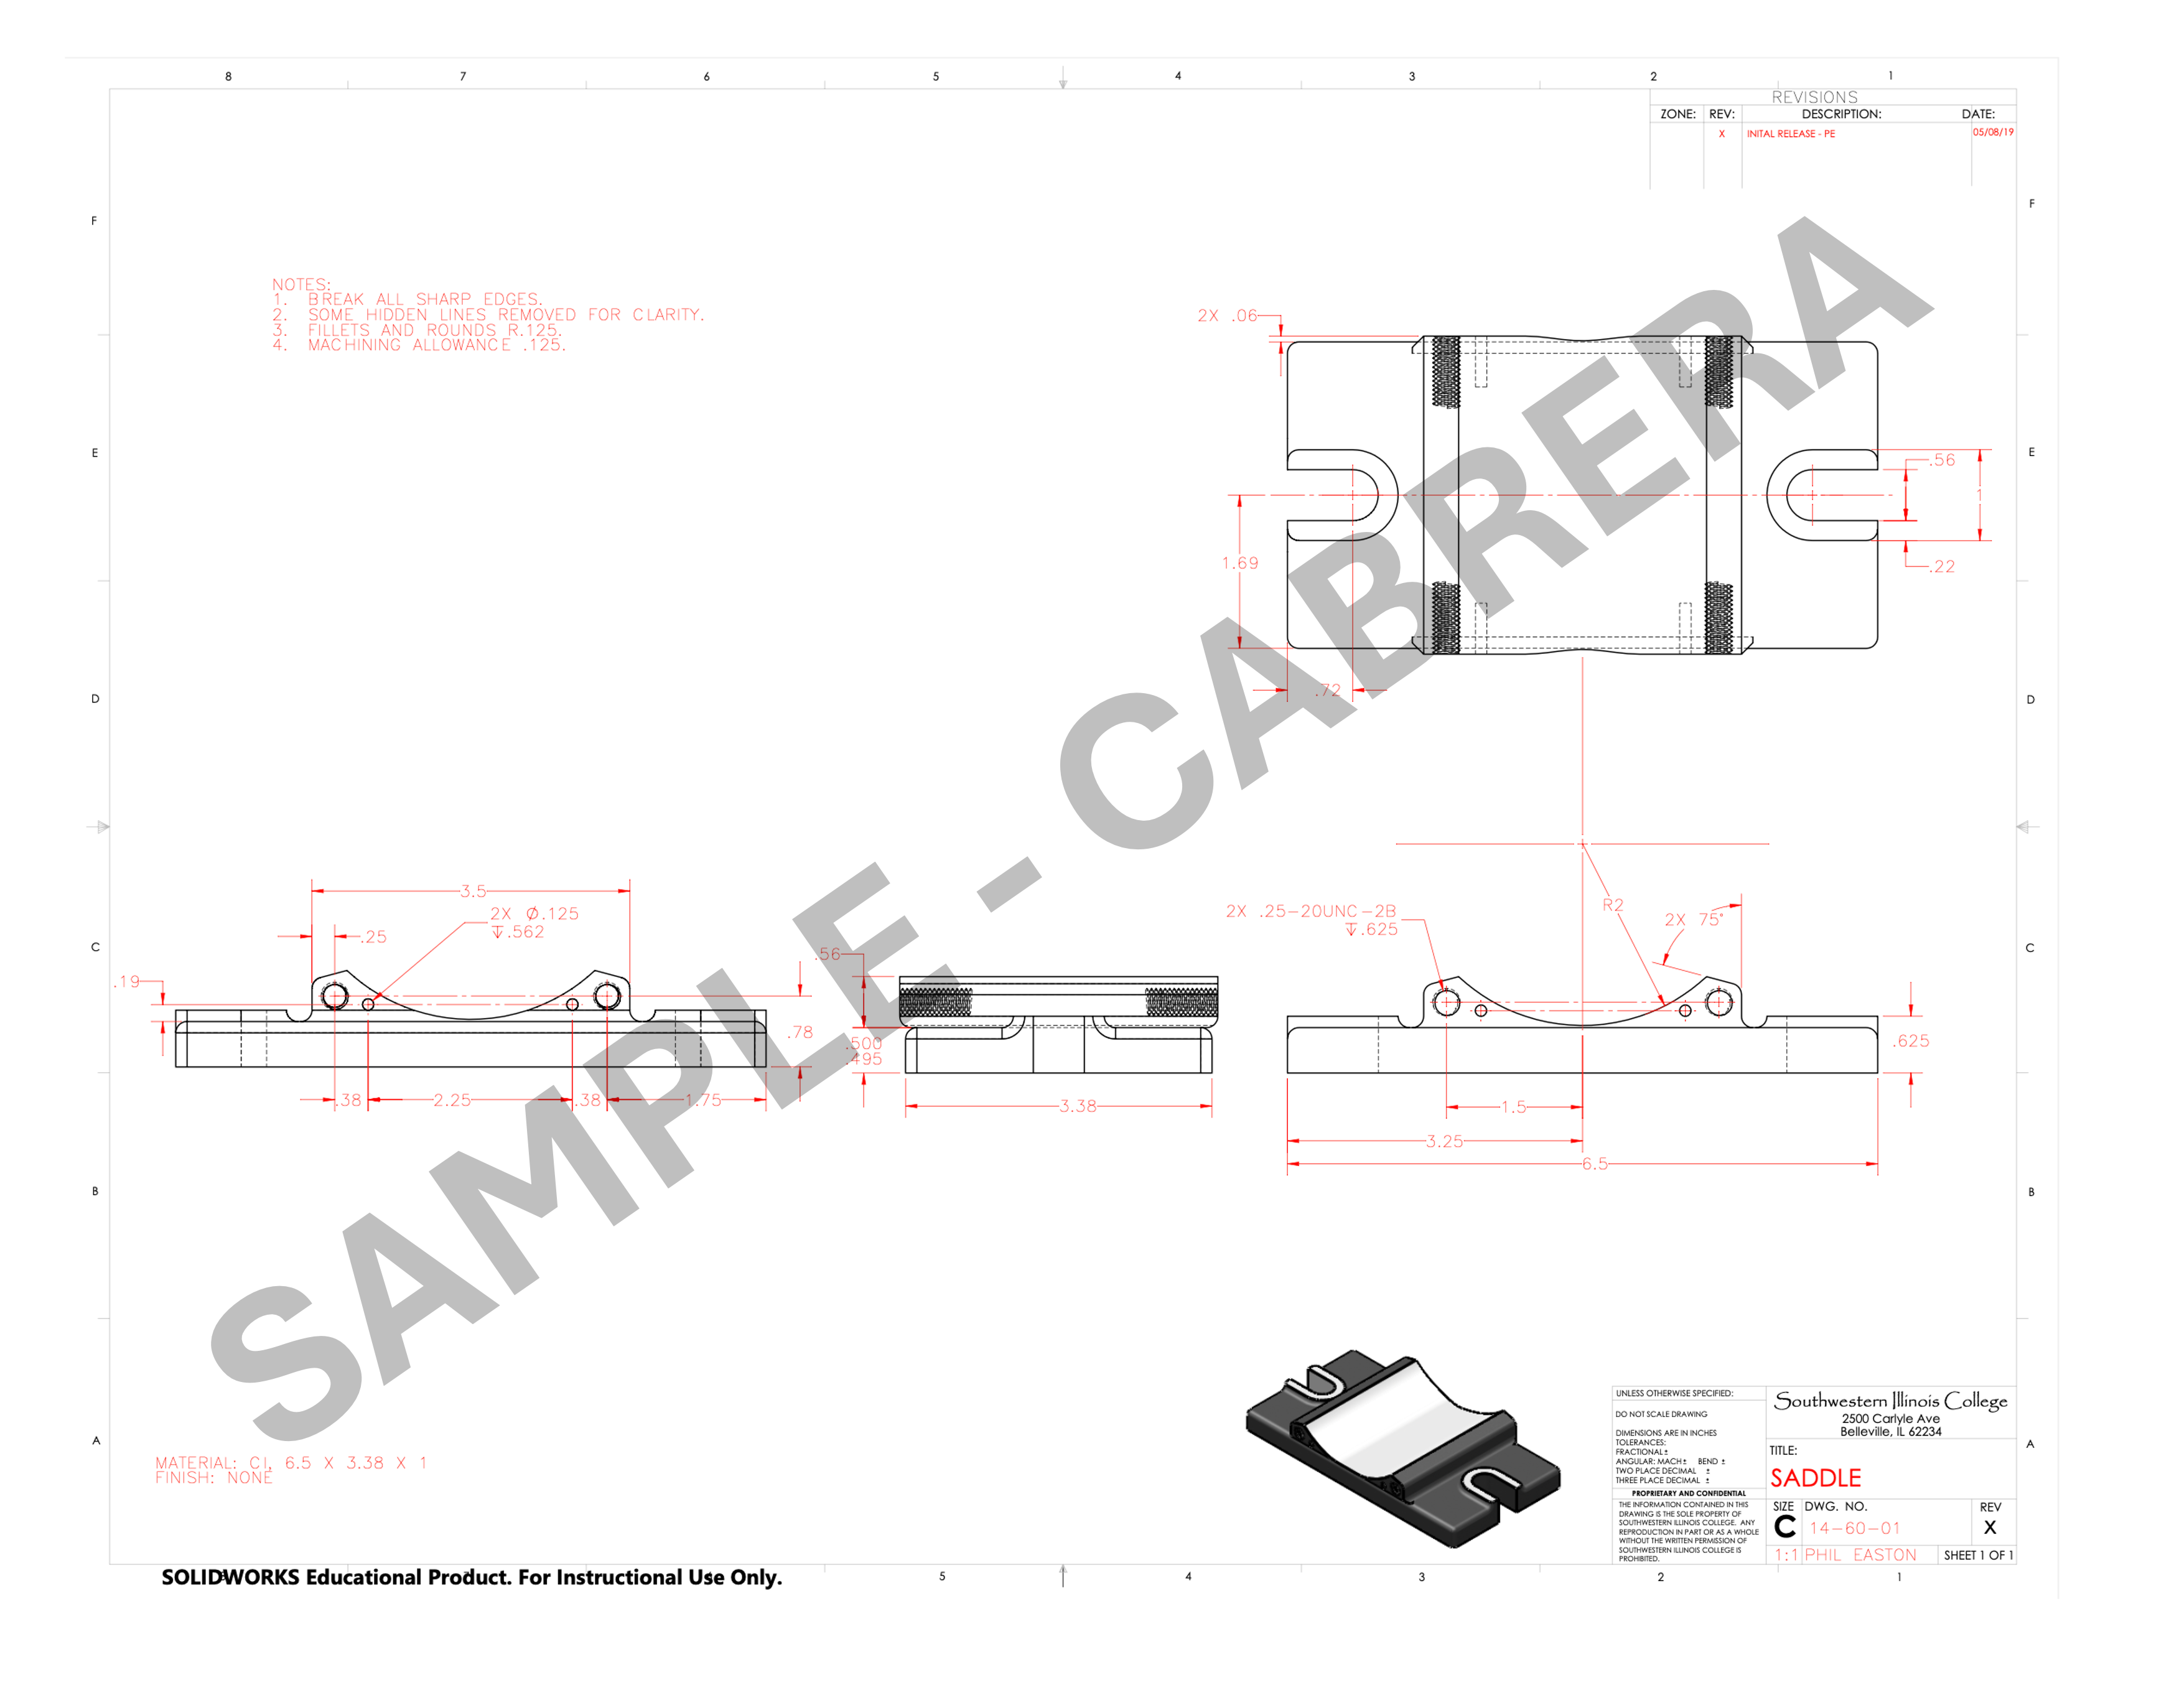 8 7 6 5 4 3 2 1
REVISIONS
ZONE: REV: DESCRIPTION: DATE:
X INITAL RELEASE - PE 05/08/19
F F
NOTES:
1. BREAK ALL SHARP EDGES.
2. SOME HIDDEN LINES REMOVED FOR CLARITY.
3. FILLETS AND ROUNDS R.125.
4. MACHINING ALLOWANCE .125.
2X .06
E E
.56
1
1.69
.22
D D
.72
SAMPLE - CABRERA
3.5
2X Ø.125
↧.562
.25
.19
.78
.38 2.25 .38 1.75
.56
.500
.495
3.38
2X .25-20UNC-2B
↧.625
R2
2X 75°
.625
1.5
3.25
6.5
C C
B B
A A
MATERIAL: CI, 6.5 X 3.38 X 1
FINISH: NONE
UNLESS OTHERWISE SPECIFIED:
DO NOT SCALE DRAWING
DIMENSIONS ARE IN INCHES
TOLERANCES:
FRACTIONAL ±
ANGULAR: MACH ± BEND ±
TWO PLACE DECIMAL ±
THREE PLACE DECIMAL ±
PROPRIETARY AND CONFIDENTIAL
THE INFORMATION CONTAINED IN THIS
DRAWING IS THE SOLE PROPERTY OF
SOUTHWESTERN ILLINOIS COLLEGE. ANY
REPRODUCTION IN PART OR AS A WHOLE
WITHOUT THE WRITTEN PERMISSION OF
SOUTHWESTERN ILLINOIS COLLEGE IS
PROHIBITED.
Southwestern Illinois College
2500 Carlyle Ave
Belleville, IL 62234
TITLE:
SADDLE
SIZE DWG. NO. REV
C 14-60-01 X
1:1 PHIL EASTON SHEET 1 OF 1
SOLIDWORKS Educational Product. For Instructional Use Only.
5 4 3 2 1